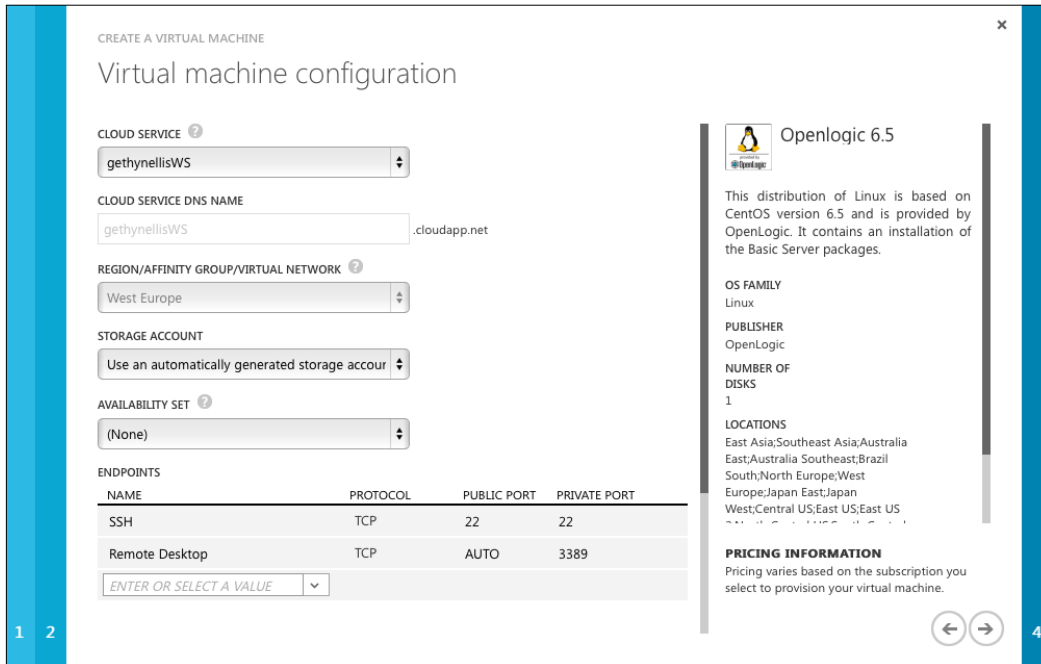 CREATE A VIRTUAL MACHINE
Virtual machine configuration
CLOUD SERVICE ?
gethynellisWS
CLOUD SERVICE DNS NAME
gethynellisWS .cloudapp.net
REGION/AFFINITY GROUP/VIRTUAL NETWORK ?
West Europe
STORAGE ACCOUNT
Use an automatically generated storage accour
AVAILABILITY SET ?
(None)
ENDPOINTS
NAME PROTOCOL PUBLIC PORT PRIVATE PORT
SSH TCP 22 22
Remote Desktop TCP AUTO 3389
ENTER OR SELECT A VALUE
Openlogic 6.5
provided by
OpenLogic
This distribution of Linux is based on
CentOS version 6.5 and is provided by
OpenLogic. It contains an installation of
the Basic Server packages.
OS FAMILY
Linux
PUBLISHER
OpenLogic
NUMBER OF
DISKS
1
LOCATIONS
East Asia;Southeast Asia;Australia
East;Australia Southeast;Brazil
South;North Europe;West
Europe;Japan East;Japan
West;Central US;East US;East US
PRICING INFORMATION
Pricing varies based on the subscription you
select to provision your virtual machine.
1 2 4